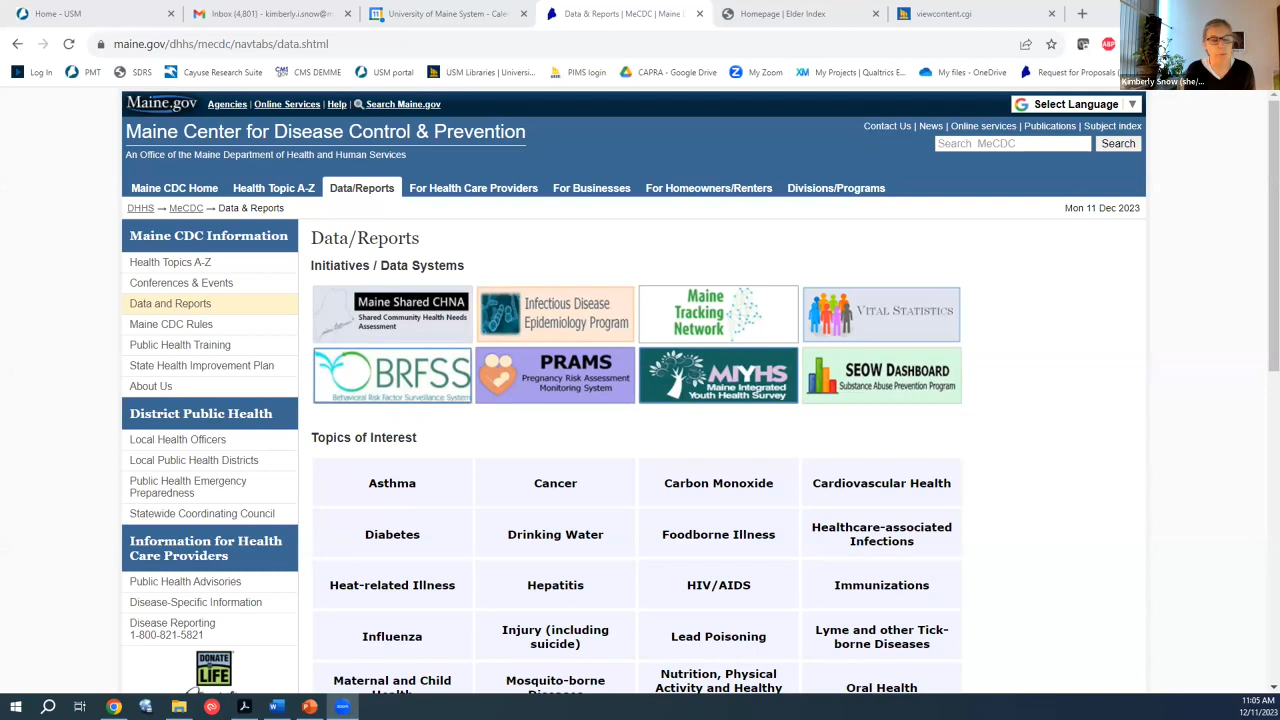 Home - USM
Inbox (4,801) - kimberly.i.snow@m
University of Maine System - Cale
Data & Reports | MeCDC | Maine
Homepage | Elder Index
viewcontent.cgi
maine.gov/dhhs/mecdc/navtabs/data.shtml
ABP
Log In
PMT
SDRS
Cayuse Research Suite
CMS DEMME
USM portal
USM Libraries | Universi...
PIMS login
CAPRA - Google Drive
My Zoom
My Projects | Qualtrics E...
My files - OneDrive
Request for Proposals
Kimberly Snow (she/...
Maine.gov
Agencies | Online Services | Help | Search Maine.gov
Select Language ▼
Maine Center for Disease Control & Prevention
An Office of the Maine Department of Health and Human Services
Contact Us | News | Online services | Publications | Subject index
Search MeCDC
Search
Maine CDC Home
Health Topic A-Z
Data/Reports
For Health Care Providers
For Businesses
For Homeowners/Renters
Divisions/Programs
DHHS → MeCDC → Data & Reports
Mon 11 Dec 2023
Maine CDC Information
Health Topics A-Z
Conferences & Events
Data and Reports
Maine CDC Rules
Public Health Training
State Health Improvement Plan
About Us
District Public Health
Local Health Officers
Local Public Health Districts
Public Health Emergency
Preparedness
Statewide Coordinating Council
Information for Health
Care Providers
Public Health Advisories
Disease-Specific Information
Disease Reporting
1-800-821-5821
DONATE
LIFE
Data/Reports
Initiatives / Data Systems
Maine Shared CHNA
Shared Community Health Needs
Assessment
Infectious Disease
Epidemiology Program
Maine
Tracking
Network
VITAL STATISTICS
BRFSS
Behavioral Risk Factor Surveillance System
PRAMS
Pregnancy Risk Assessment
Monitoring System
MIYHS
Maine Integrated
Youth Health Survey
SEOW DASHBOARD
Substance Abuse Prevention Program
Topics of Interest
Asthma
Cancer
Carbon Monoxide
Cardiovascular Health
Diabetes
Drinking Water
Foodborne Illness
Healthcare-associated
Infections
Heat-related Illness
Hepatitis
HIV/AIDS
Immunizations
Influenza
Injury (including
suicide)
Lead Poisoning
Lyme and other Tick-
borne Diseases
Maternal and Child
Health
Mosquito-borne
Diseases
Nutrition, Physical
Activity and Healthy
Oral Health
11:05 AM
12/11/2023